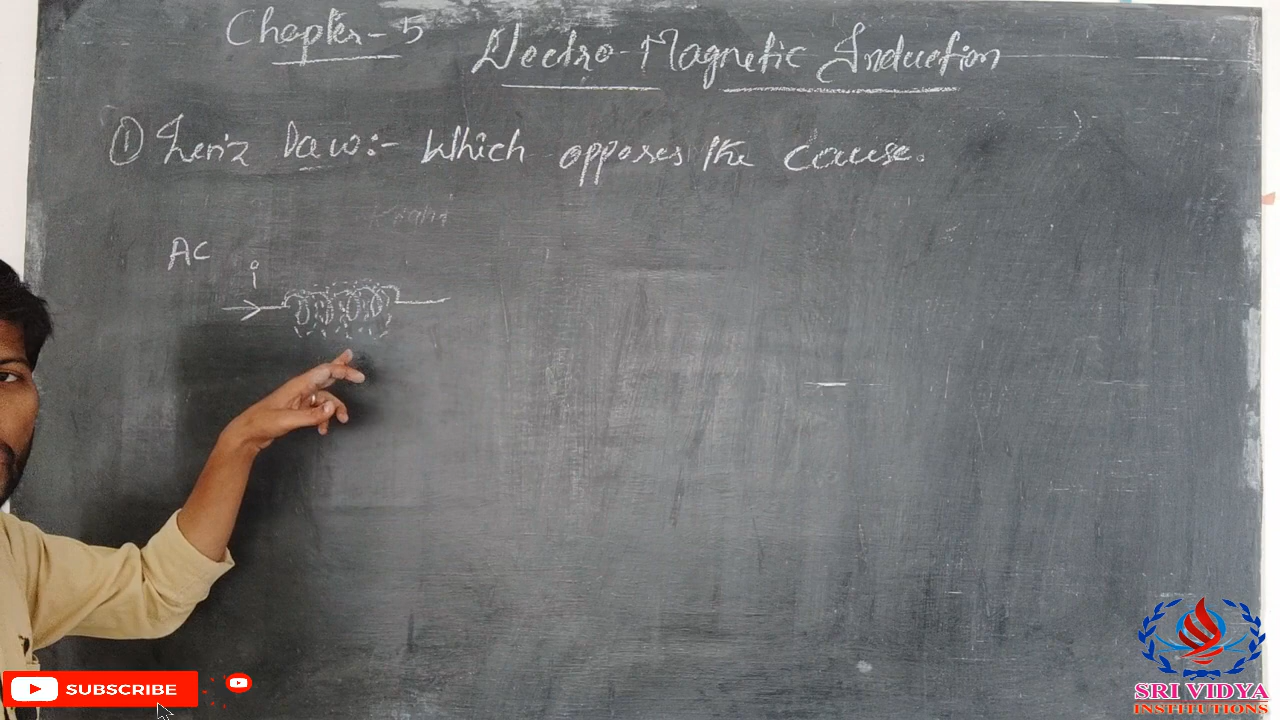 Chapter-5 Electro-Magnetic Induction
① Lenz Law:- Which opposes the cause.
AC
i
SUBSCRIBE
SRI VIDYA
INSTITUTIONS